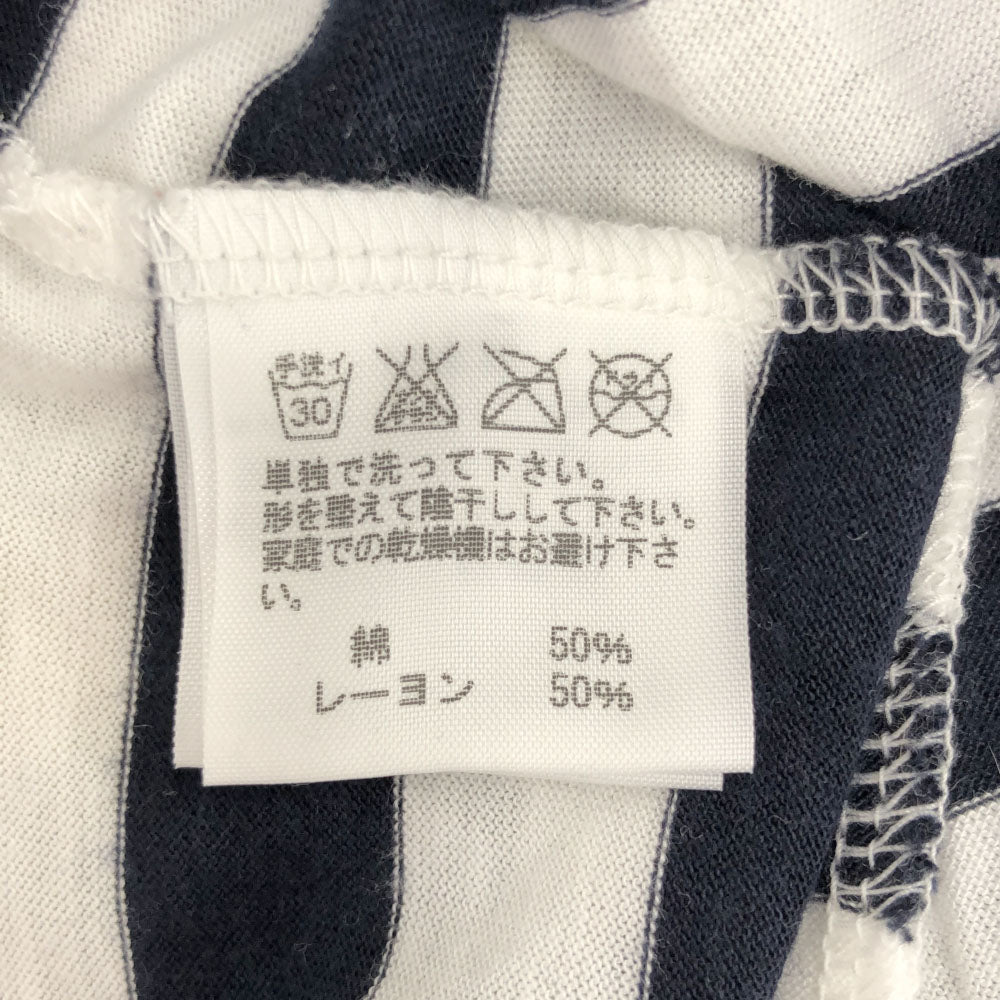 手洗イ
30
単独で洗って下さい。
形を整えて陰干しして下さい。
家庭での乾燥機はお避け下さ
い。
綿 50%
レーヨン 50%